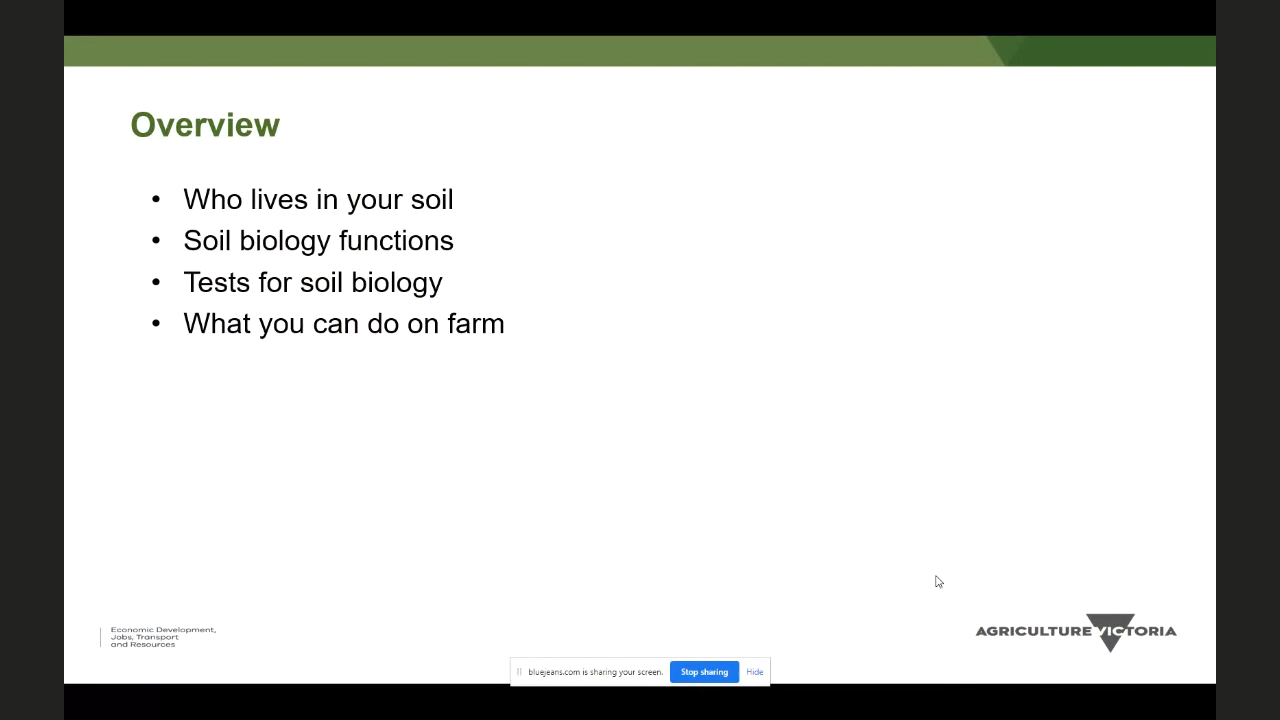 Overview
• Who lives in your soil
• Soil biology functions
• Tests for soil biology
• What you can do on farm
Economic Development,
Jobs, Transport
and Resources
AGRICULTURE VICTORIA
bluejeans.com is sharing your screen. Stop sharing Hide